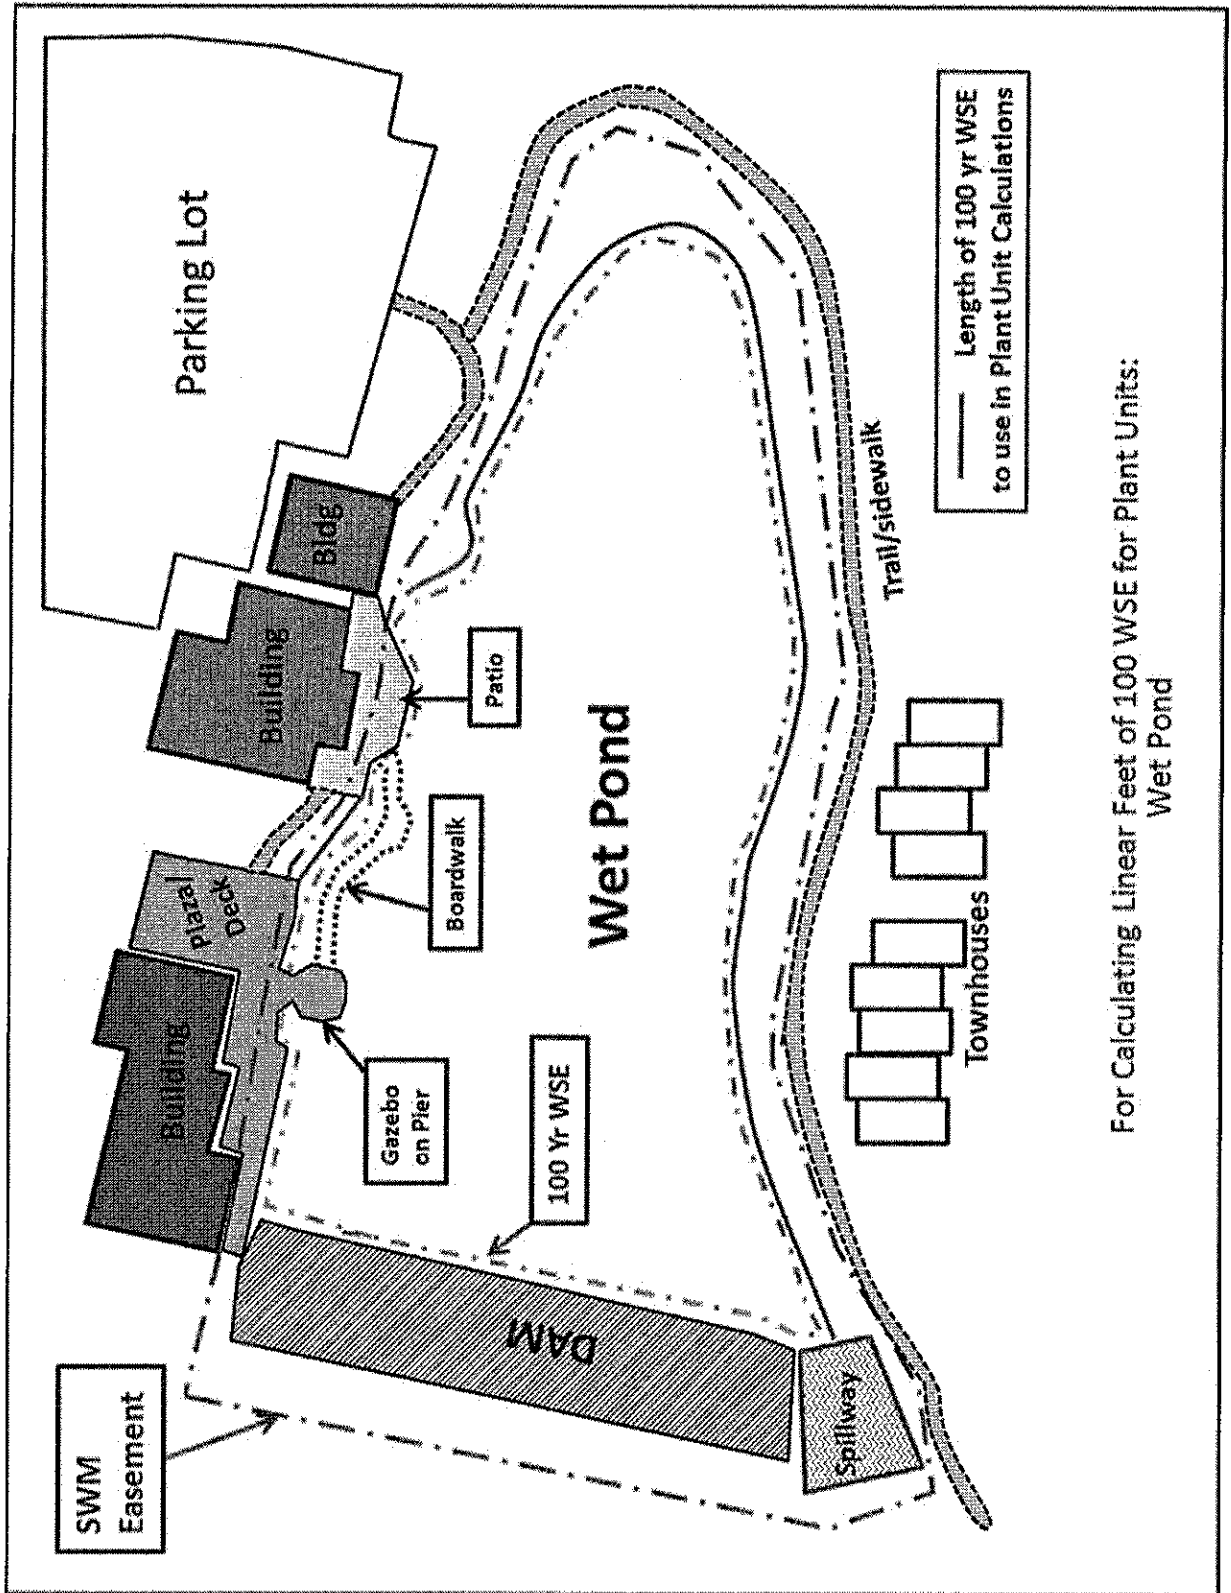 SWM
Easement
Parking Lot
Building
Plaza/
Deck
Building
Bldg
Gazebo
on Pier
Boardwalk
Patio
100 Yr WSE
DAM
Wet Pond
Spillway
Trail/sidewalk
Townhouses
Length of 100 yr WSE
to use in Plant Unit Calculations
For Calculating Linear Feet of 100 WSE for Plant Units:
Wet Pond